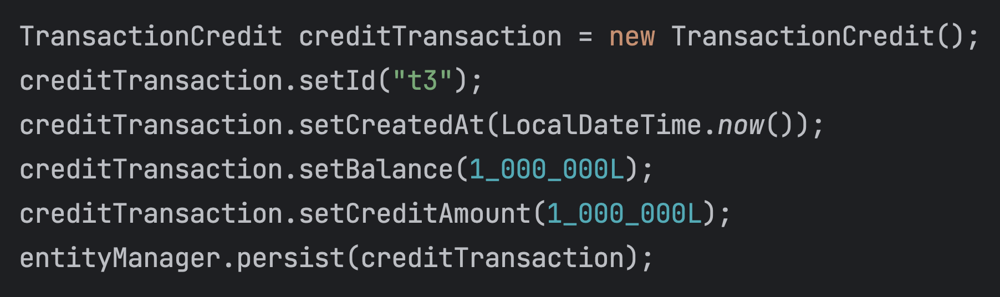 TransactionCredit creditTransaction = new TransactionCredit();
creditTransaction.setId("t3");
creditTransaction.setCreatedAt(LocalDateTime.now());
creditTransaction.setBalance(1_000_000L);
creditTransaction.setCreditAmount(1_000_000L);
entityManager.persist(creditTransaction);